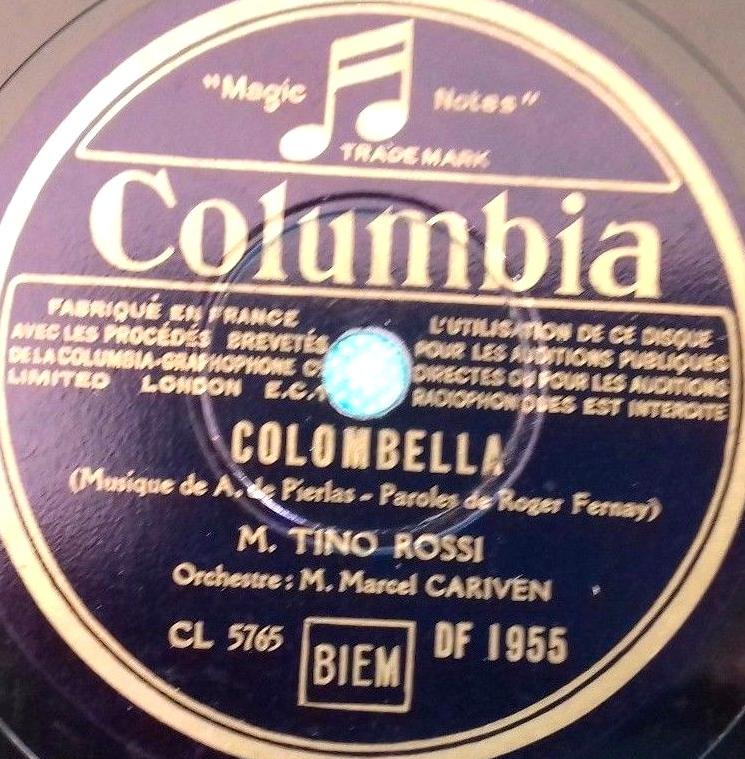 "Magic Notes"
TRADE MARK
Columbia
FABRIQUÉ EN FRANCE
AVEC LES PROCÉDÉS BREVETÉS
DE LA COLUMBIA-GRAPHOPHONE
LIMITED LONDON E.C.1
L'UTILISATION DE CE DISQUE
POUR LES AUDITIONS PUBLIQUES
DIRECTES OU POUR LES AUDITIONS
RADIOPHONIQUES EST INTERDITE
COLOMBELLA
(Musique de A. de Pierlas - Paroles de Roger Fernay)
M. TINO ROSSI
Orchestre: M. Marcel CARIVEN
CL 5765 BIEM DF 1955